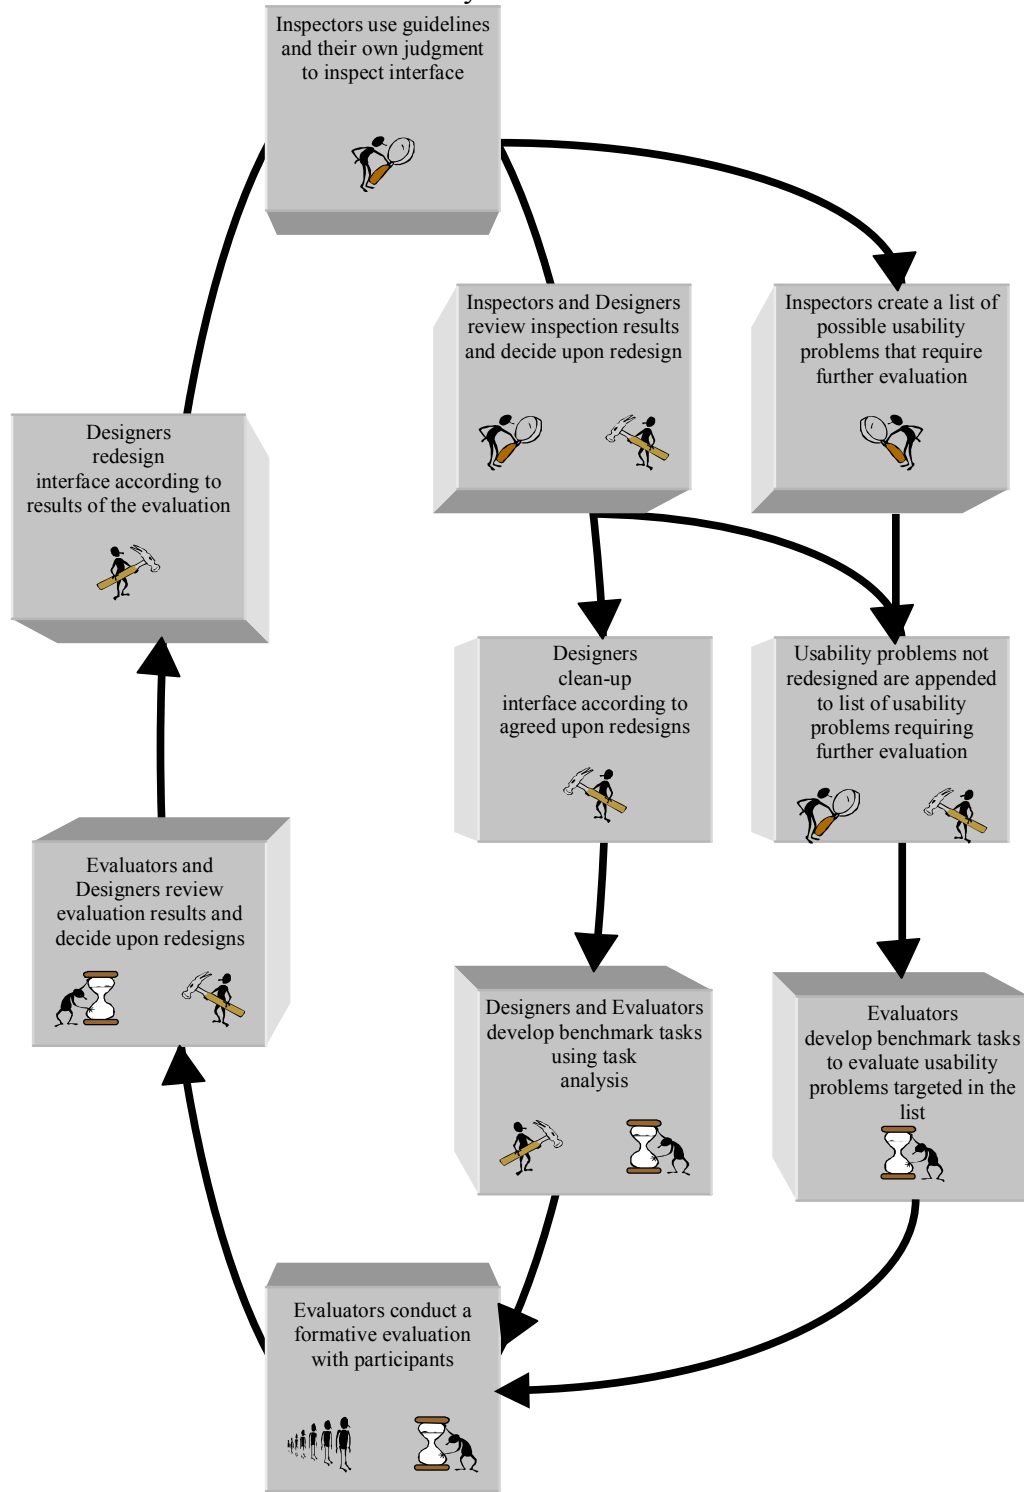 Inspectors use guidelines
and their own judgment
to inspect interface
Inspectors and Designers
review inspection results
and decide upon redesign
Inspectors create a list of
possible usability
problems that require
further evaluation
Designers
redesign
interface according to
results of the evaluation
Designers
clean-up
interface according to
agreed upon redesigns
Usability problems not
redesigned are appended
to list of usability
problems requiring
further evaluation
Evaluators and
Designers review
evaluation results and
decide upon redesigns
Designers and Evaluators
develop benchmark tasks
using task
analysis
Evaluators
develop benchmark tasks
to evaluate usability
problems targeted in the
list
Evaluators conduct a
formative evaluation
with participants